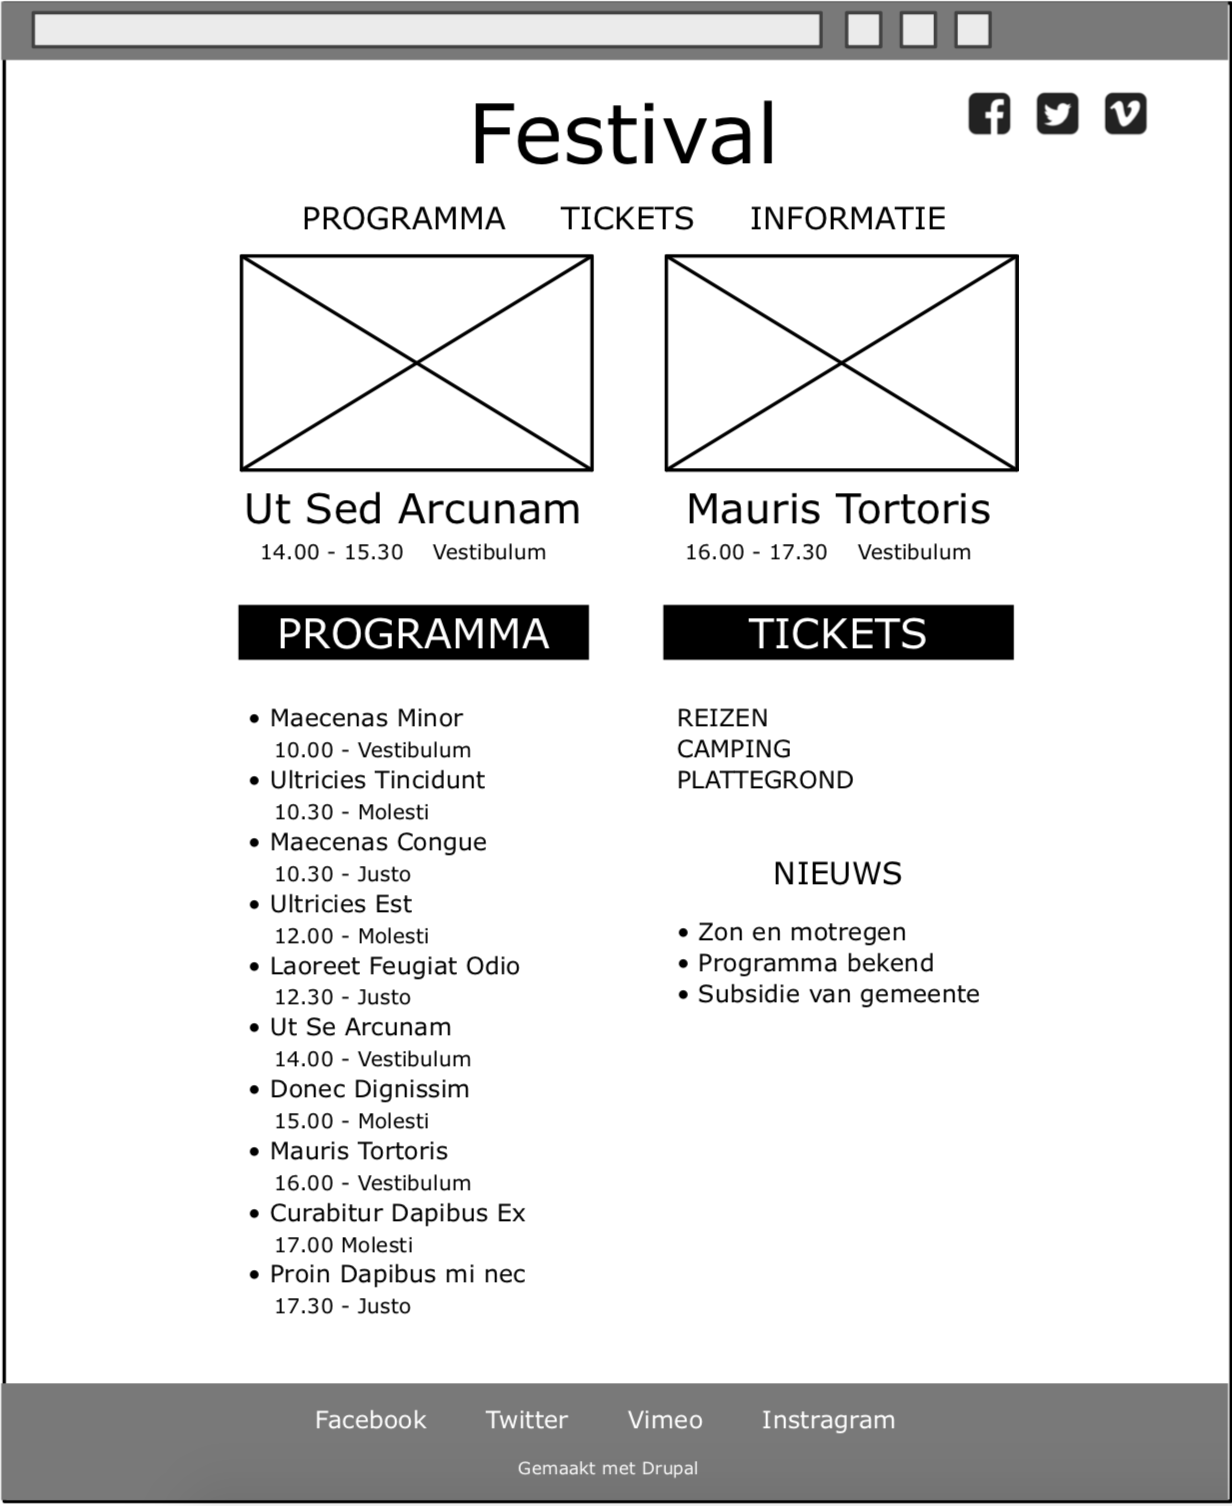 Festival
PROGRAMMA TICKETS INFORMATIE
Ut Sed Arcunam
14.00 - 15.30 Vestibulum
Mauris Tortoris
16.00 - 17.30 Vestibulum
PROGRAMMA
• Maecenas Minor
10.00 - Vestibulum
• Ultricies Tincidunt
10.30 - Molesti
• Maecenas Congue
10.30 - Justo
• Ultricies Est
12.00 - Molesti
• Laoreet Feugiat Odio
12.30 - Justo
• Ut Se Arcunam
14.00 - Vestibulum
• Donec Dignissim
15.00 - Molesti
• Mauris Tortoris
16.00 - Vestibulum
• Curabitur Dapibus Ex
17.00 Molesti
• Proin Dapibus mi nec
17.30 - Justo
TICKETS
REIZEN
CAMPING
PLATTEGROND
NIEUWS
• Zon en motregen
• Programma bekend
• Subsidie van gemeente
Facebook Twitter Vimeo Instragram
Gemaakt met Drupal